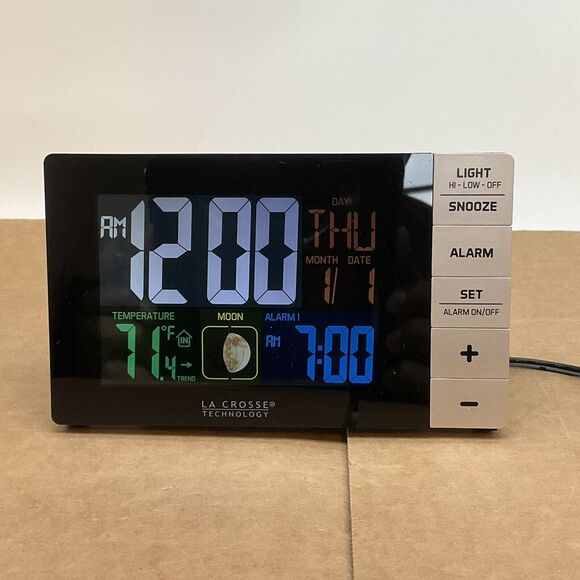 AM 12:00
DAY
THU
MONTH DATE
1/ 1
TEMPERATURE
71.4 °F
IN
TREND
MOON
ALARM 1
AM 7:00
LA CROSSE®
TECHNOLOGY
LIGHT
HI - LOW - OFF
SNOOZE
ALARM
SET
ALARM ON/OFF
+
-